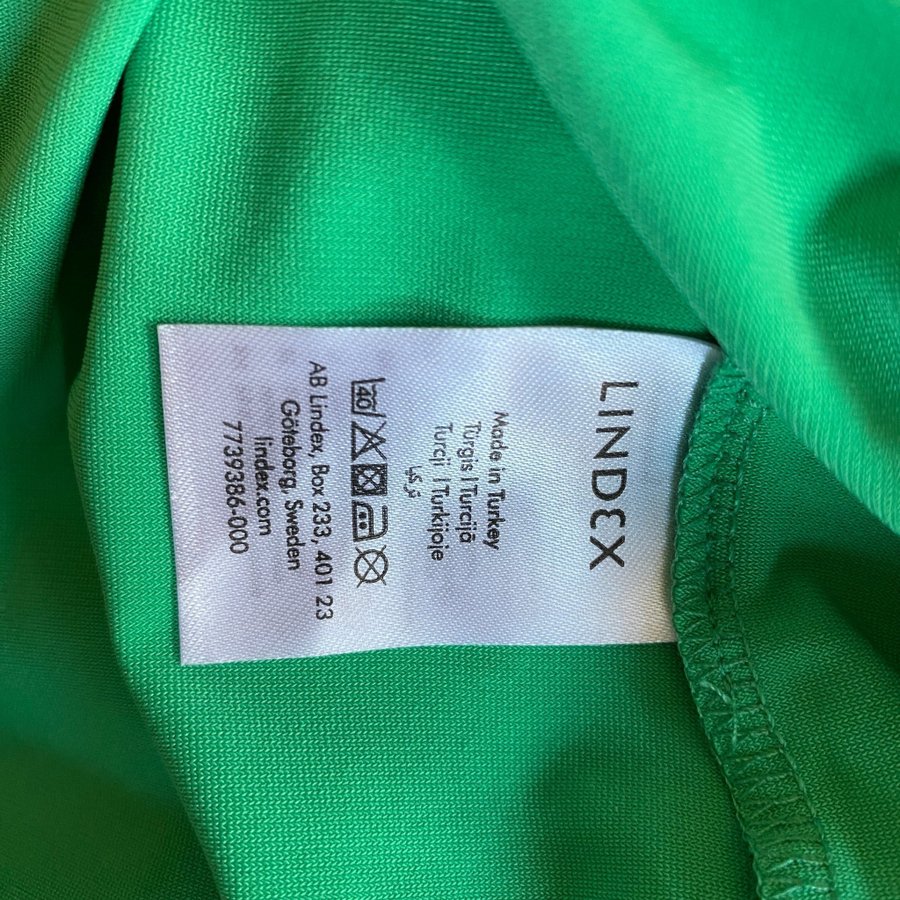 LINDEX
Made in Turkey
Turgis | Turcijā
Turcji | Turkijoje
تركيا
40
AB Lindex, Box 233, 401 23
Göteborg, Sweden
lindex.com
7739386-000